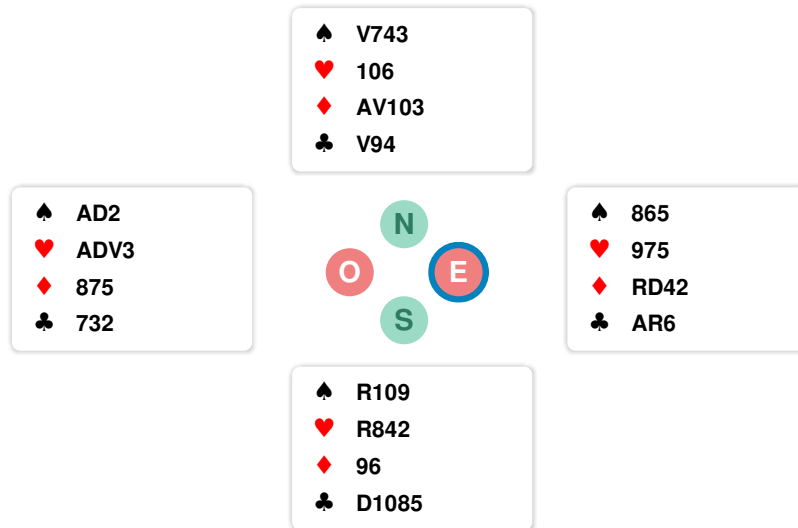 ♠ V743
♥ 106
♦ AV103
♣ V94
♠ AD2
♥ ADV3
♦ 875
♣ 732
N
O
E
S
♠ 865
♥ 975
♦ RD42
♣ AR6
♠ R109
♥ R842
♦ 96
♣ D1085